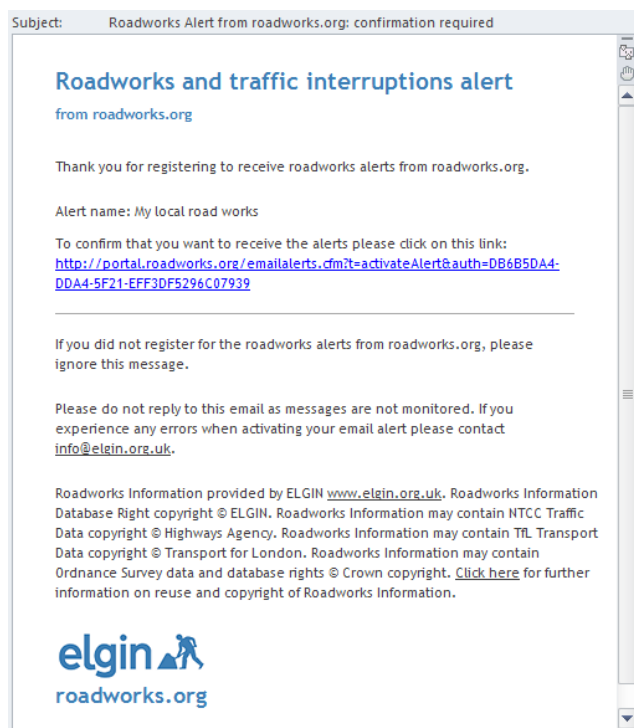 Subject: Roadworks Alert from roadworks.org: confirmation required
Roadworks and traffic interruptions alert
from roadworks.org
Thank you for registering to receive roadworks alerts from roadworks.org.
Alert name: My local road works
To confirm that you want to receive the alerts please click on this link:
http://portal.roadworks.org/emailalerts.cfm?t=activateAlert&auth=DB6B5DA4-
DDA4-5F21-EFF3DF5296C07939
If you did not register for the roadworks alerts from roadworks.org, please
ignore this message.
Please do not reply to this email as messages are not monitored. If you
experience any errors when activating your email alert please contact
info@elgin.org.uk.
Roadworks Information provided by ELGIN www.elgin.org.uk. Roadworks Information
Database Right copyright © ELGIN. Roadworks Information may contain NTCC Traffic
Data copyright © Highways Agency. Roadworks Information may contain TfL Transport
Data copyright © Transport for London. Roadworks Information may contain
Ordnance Survey data and database rights © Crown copyright. Click here for further
information on reuse and copyright of Roadworks Information.
elgin
roadworks.org